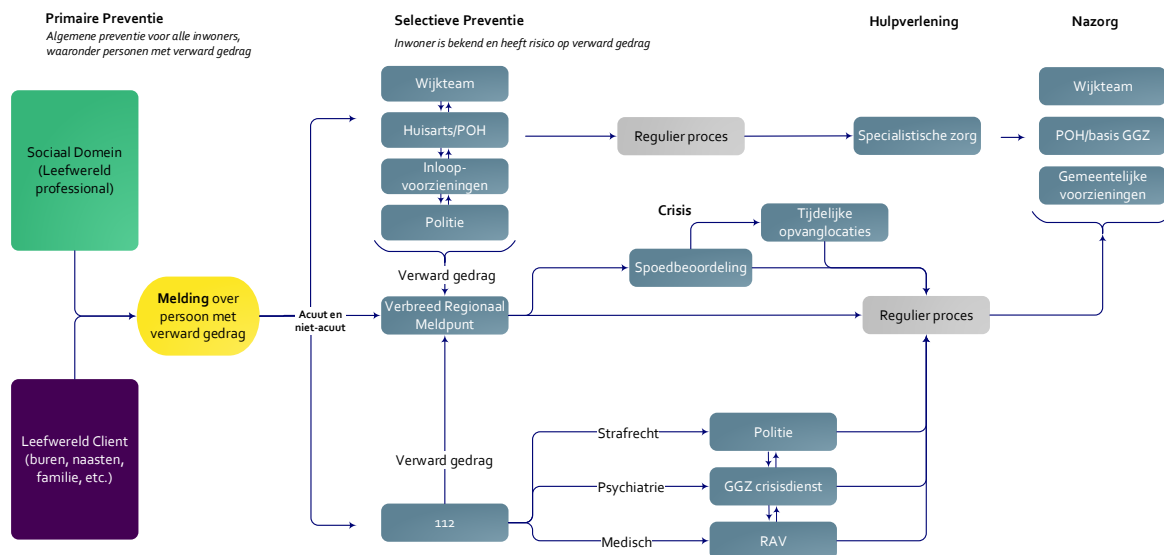 Primaire Preventie
Algemene preventie voor alle inwoners,
waaronder personen met verward gedrag
Selectieve Preventie
Inwoner is bekend en heeft risico op verward gedrag
Hulpverlening
Nazorg
Sociaal Domein
(Leefwereld
professional)
Leefwereld Client
(buren, naasten,
familie, etc.)
Melding over
persoon met
verward gedrag
Acuut en
niet-acuut
Wijkteam
Huisarts/POH
Inloop-
voorzieningen
Politie
Verward gedrag
Verbreed Regionaal
Meldpunt
Verward gedrag
112
Regulier proces
Specialistische zorg
Wijkteam
POH/basis GGZ
Gemeentelijke
voorzieningen
Crisis
Tijdelijke
opvanglocaties
Spoedbeoordeling
Regulier proces
Strafrecht
Politie
Psychiatrie
GGZ crisisdienst
Medisch
RAV